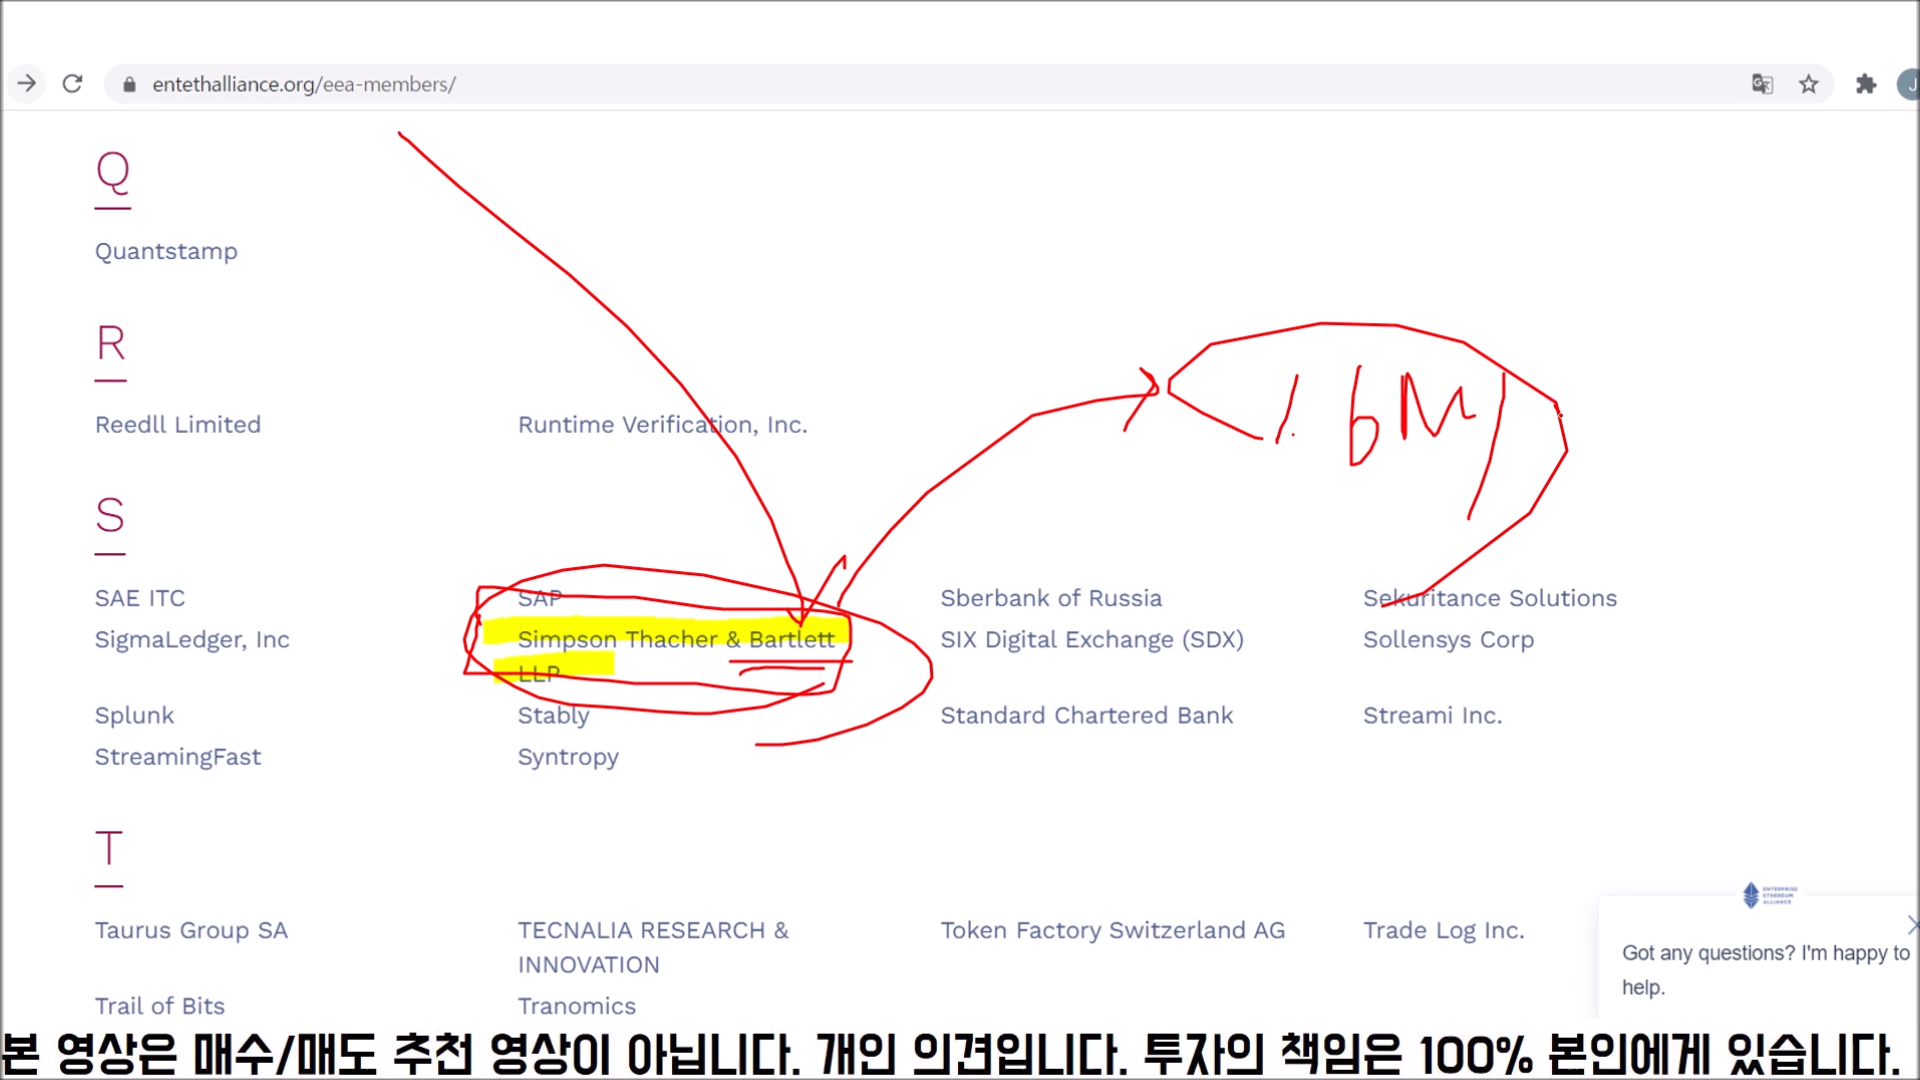 entethalliance.org/eea-members/
J
Q
Quantstamp
R
Reedll Limited
Runtime Verification, Inc.
1.6M
S
SAE ITC
SAP
Sberbank of Russia
Sekuritance Solutions
SigmaLedger, Inc
Simpson Thacher & Bartlett
LLP
SIX Digital Exchange (SDX)
Sollensys Corp
Splunk
Stably
Standard Chartered Bank
Streami Inc.
StreamingFast
Syntropy
T
Taurus Group SA
TECNALIA RESEARCH &
INNOVATION
Token Factory Switzerland AG
Trade Log Inc.
Trail of Bits
Tranomics
ENTERPRISE
ETHEREUM
ALLIANCE
Got any questions? I'm happy to
help.
본 영상은 매수/매도 추천 영상이 아닙니다. 개인 의견입니다. 투자의 책임은 100% 본인에게 있습니다.